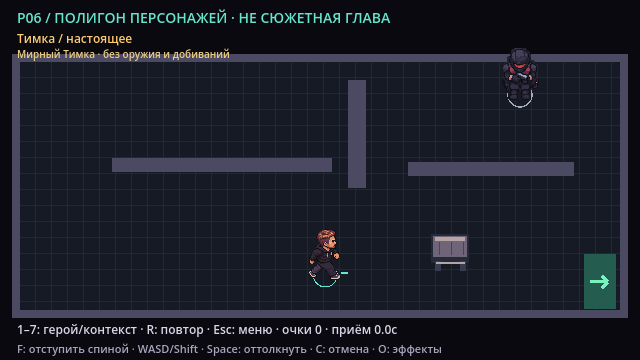 P06 / ПОЛИГОН ПЕРСОНАЖЕЙ · НЕ СЮЖЕТНАЯ ГЛАВА
Тимка / настоящее
Мирный Тимка · без оружия и добиваний
1–7: герой/контекст · R: повтор · Esc: меню · очки 0 · приём 0.0с
F: отступить спиной · WASD/Shift · Space: оттолкнуть · C: отмена · O: эффекты